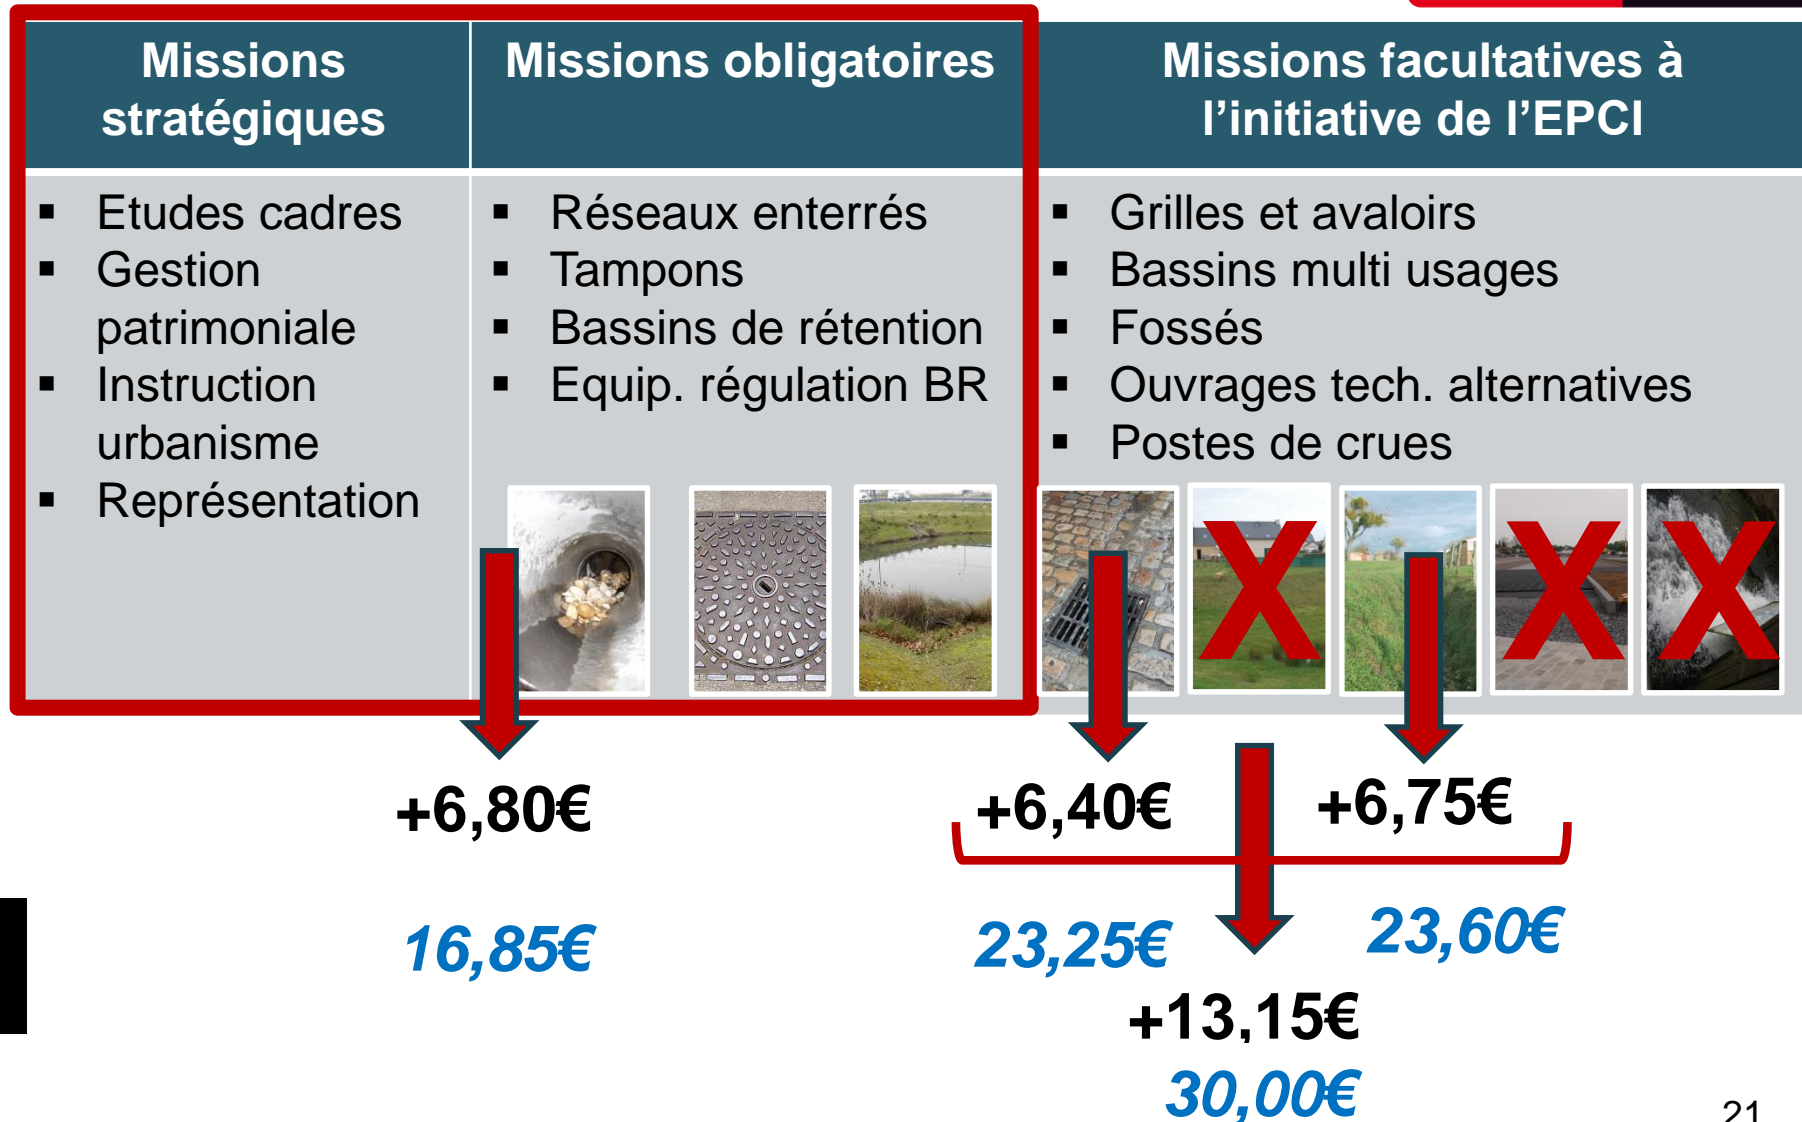 Missions
stratégiques
Missions obligatoires
Missions facultatives à
l’initiative de l’EPCI
▪ Etudes cadres
▪ Gestion
patrimoniale
▪ Instruction
urbanisme
▪ Représentation
▪ Réseaux enterrés
▪ Tampons
▪ Bassins de rétention
▪ Equip. régulation BR
▪ Grilles et avaloirs
▪ Bassins multi usages
▪ Fossés
▪ Ouvrages tech. alternatives
▪ Postes de crues
X X X
+6,80€
+6,40€
+6,75€
16,85€
23,25€
23,60€
+13,15€
30,00€
21